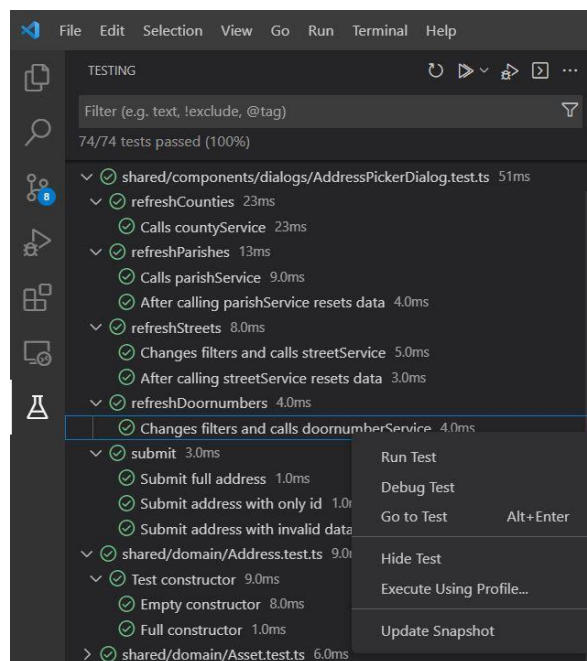 File Edit Selection View Go Run Terminal Help
TESTING
Filter (e.g. text, !exclude, @tag)
74/74 tests passed (100%)
shared/components/dialogs/AddressPickerDialog.test.ts 51ms
refreshCounties 23ms
Calls countyService 23ms
refreshParishes 13ms
Calls parishService 9.0ms
After calling parishService resets data 4.0ms
refreshStreets 8.0ms
Changes filters and calls streetService 5.0ms
After calling streetService resets data 3.0ms
refreshDoornumbers 4.0ms
Changes filters and calls doornumberService 4.0ms
submit 3.0ms
Submit full address 1.0ms
Submit address with only id
Submit address with invalid data
shared/domain/Address.test.ts
Test constructor 9.0ms
Empty constructor 8.0ms
Full constructor 1.0ms
shared/domain/Asset.test.ts 6.0ms
8
Run Test
Debug Test
Go to Test Alt+Enter
Hide Test
Execute Using Profile...
Update Snapshot